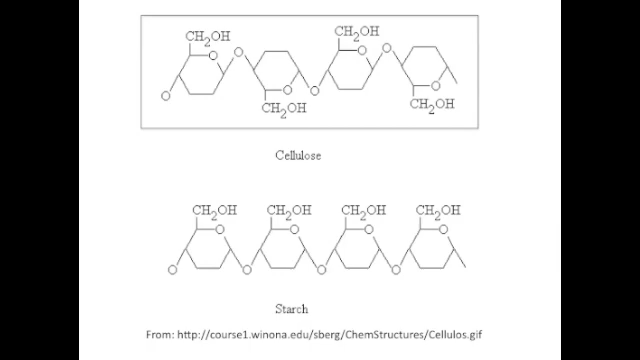 CH2OH CH2OH
O O O O
O O O O
CH2OH CH2OH
Cellulose
CH2OH CH2OH CH2OH CH2OH
O O O O
O O O O
Starch
From: http://course1.winona.edu/sberg/ChemStructures/Cellulos.gif